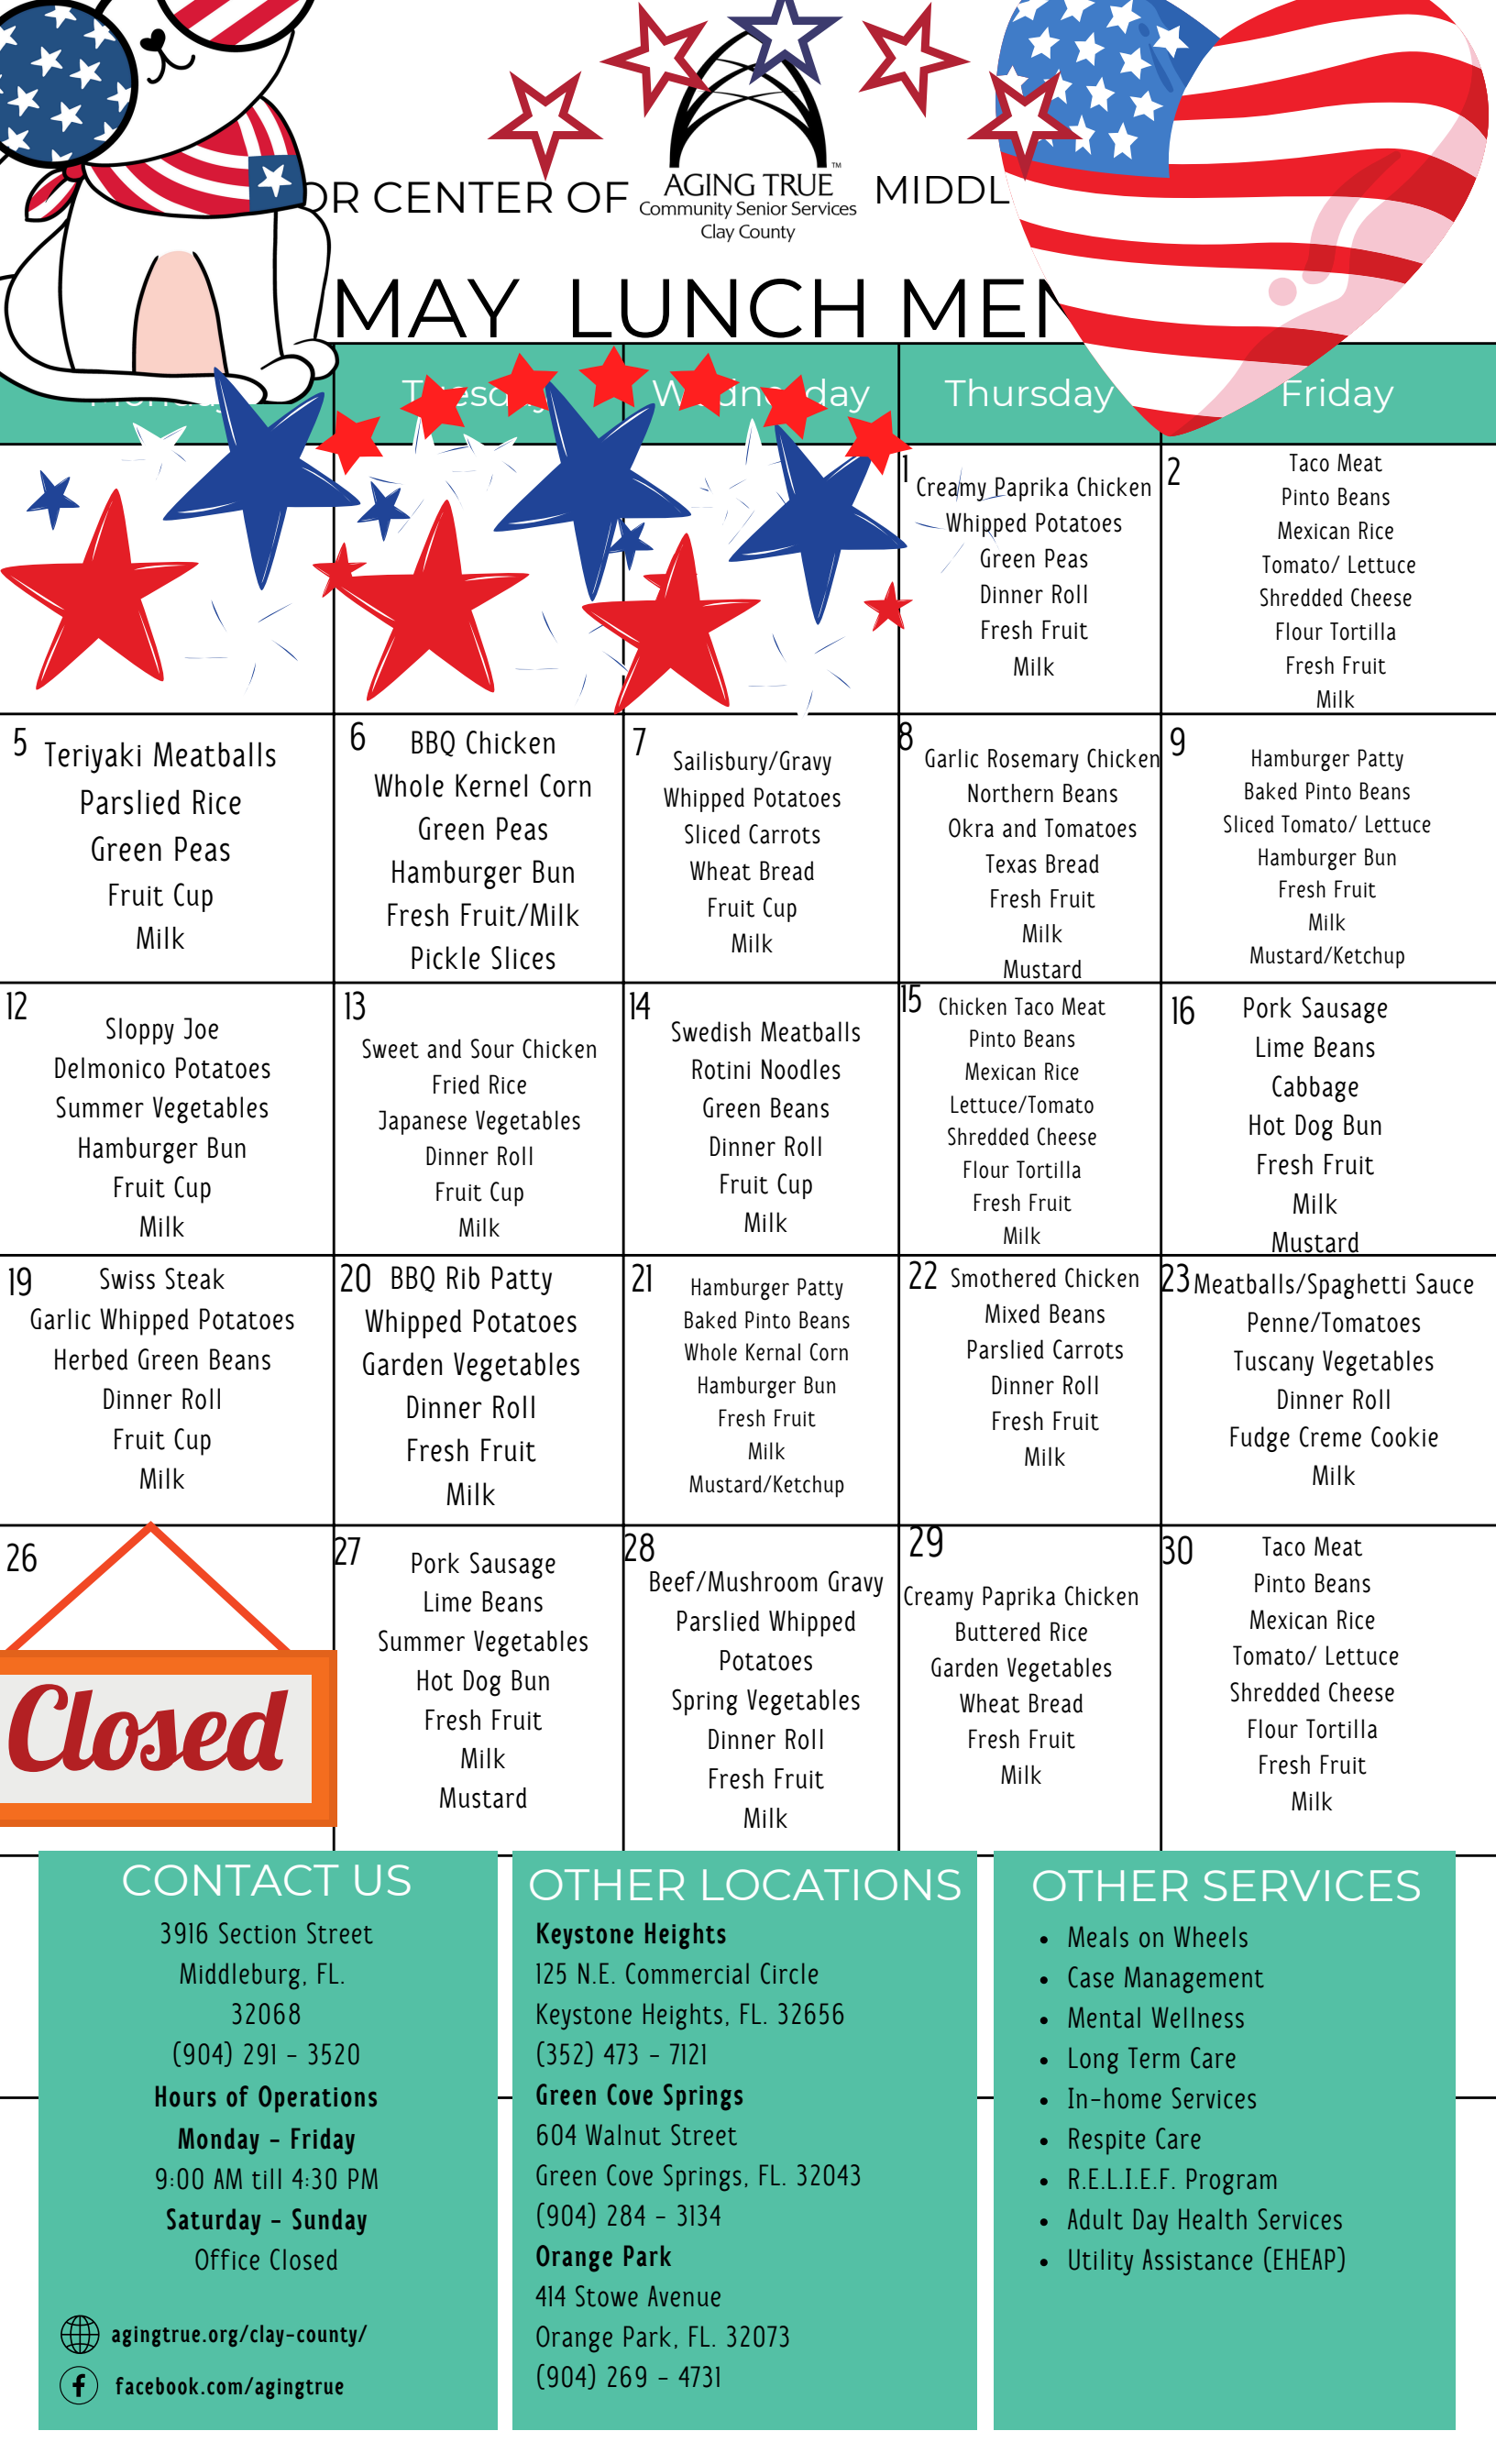 OR CENTER OF
AGING TRUE
™
Community Senior Services
Clay County
MIDDL
MAY LUNCH MEN
Monday
Tuesday
Wednesday
Thursday
Friday
1
Creamy Paprika Chicken
Whipped Potatoes
Green Peas
Dinner Roll
Fresh Fruit
Milk
2
Taco Meat
Pinto Beans
Mexican Rice
Tomato/ Lettuce
Shredded Cheese
Flour Tortilla
Fresh Fruit
Milk
5
Teriyaki Meatballs
Parslied Rice
Green Peas
Fruit Cup
Milk
6
BBQ Chicken
Whole Kernel Corn
Green Peas
Hamburger Bun
Fresh Fruit/Milk
Pickle Slices
7
Sailisbury/Gravy
Whipped Potatoes
Sliced Carrots
Wheat Bread
Fruit Cup
Milk
8
Garlic Rosemary Chicken
Northern Beans
Okra and Tomatoes
Texas Bread
Fresh Fruit
Milk
Mustard
9
Hamburger Patty
Baked Pinto Beans
Sliced Tomato/ Lettuce
Hamburger Bun
Fresh Fruit
Milk
Mustard/Ketchup
12
Sloppy Joe
Delmonico Potatoes
Summer Vegetables
Hamburger Bun
Fruit Cup
Milk
13
Sweet and Sour Chicken
Fried Rice
Japanese Vegetables
Dinner Roll
Fruit Cup
Milk
14
Swedish Meatballs
Rotini Noodles
Green Beans
Dinner Roll
Fruit Cup
Milk
15
Chicken Taco Meat
Pinto Beans
Mexican Rice
Lettuce/Tomato
Shredded Cheese
Flour Tortilla
Fresh Fruit
Milk
16
Pork Sausage
Lime Beans
Cabbage
Hot Dog Bun
Fresh Fruit
Milk
Mustard
19
Swiss Steak
Garlic Whipped Potatoes
Herbed Green Beans
Dinner Roll
Fruit Cup
Milk
20
BBQ Rib Patty
Whipped Potatoes
Garden Vegetables
Dinner Roll
Fresh Fruit
Milk
21
Hamburger Patty
Baked Pinto Beans
Whole Kernal Corn
Hamburger Bun
Fresh Fruit
Milk
Mustard/Ketchup
22
Smothered Chicken
Mixed Beans
Parslied Carrots
Dinner Roll
Fresh Fruit
Milk
23
Meatballs/Spaghetti Sauce
Penne/Tomatoes
Tuscany Vegetables
Dinner Roll
Fudge Creme Cookie
Milk
26
Closed
27
Pork Sausage
Lime Beans
Summer Vegetables
Hot Dog Bun
Fresh Fruit
Milk
Mustard
28
Beef/Mushroom Gravy
Parslied Whipped
Potatoes
Spring Vegetables
Dinner Roll
Fresh Fruit
Milk
29
Creamy Paprika Chicken
Buttered Rice
Garden Vegetables
Wheat Bread
Fresh Fruit
Milk
30
Taco Meat
Pinto Beans
Mexican Rice
Tomato/ Lettuce
Shredded Cheese
Flour Tortilla
Fresh Fruit
Milk
CONTACT US
3916 Section Street
Middleburg, FL.
32068
(904) 291 - 3520
Hours of Operations
Monday - Friday
9:00 AM till 4:30 PM
Saturday - Sunday
Office Closed
agingtrue.org/clay-county/
facebook.com/agingtrue
OTHER LOCATIONS
Keystone Heights
125 N.E. Commercial Circle
Keystone Heights, FL. 32656
(352) 473 - 7121
Green Cove Springs
604 Walnut Street
Green Cove Springs, FL. 32043
(904) 284 - 3134
Orange Park
414 Stowe Avenue
Orange Park, FL. 32073
(904) 269 - 4731
OTHER SERVICES
• Meals on Wheels
• Case Management
• Mental Wellness
• Long Term Care
• In-home Services
• Respite Care
• R.E.L.I.E.F. Program
• Adult Day Health Services
• Utility Assistance (EHEAP)